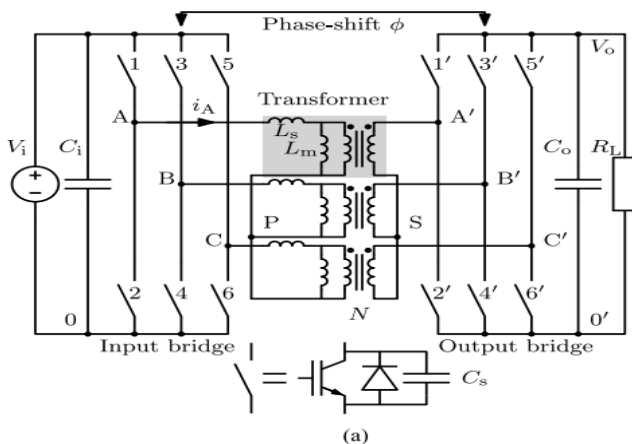 Phase-shift ϕ
1 3 5 1′ 3′ 5′ V_o
Transformer
A i_A A′
L_s
L_m
V_i C_i C_o R_L
B B′
P S
C C′
2 4 6 2′ 4′ 6′
0 N 0′
Input bridge Output bridge
C_s
(a)